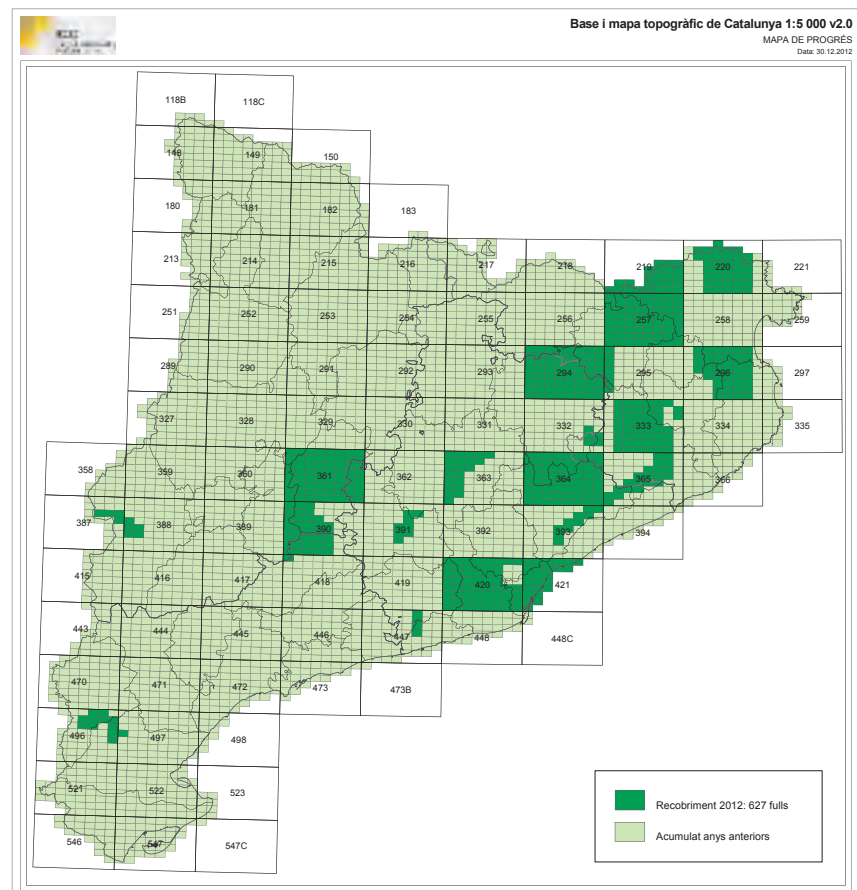 Base i mapa topogràfic de Catalunya 1:5 000 v2.0
MAPA DE PROGRÉS
Data: 30.12.2012
118B 118C
148 149 150
180 181 182 183
213 214 215 216 217 218 219 220 221
251 252 253 254 255 256 257 258 259
289 290 291 292 293 294 295 296 297
327 328 329 330 331 332 333 334 335
358 359 360 361 362 363 364 365 366
387 388 389 390 391 392 393 394
415 416 417 418 419 420 421
443 444 445 446 447 448 448C
470 471 472 473 473B
496 497 498
521 522 523
546 547 547C
Recobriment 2012: 627 fulls
Acumulat anys anteriors